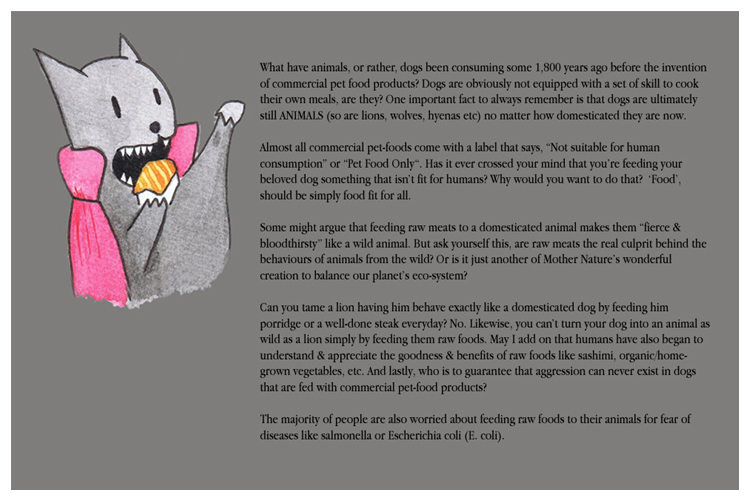 What have animals, or rather, dogs been consuming some 1,800 years ago before the invention
of commercial pet food products? Dogs are obviously not equipped with a set of skill to cook
their own meals, are they? One important fact to always remember is that dogs are ultimately
still ANIMALS (so are lions, wolves, hyenas etc) no matter how domesticated they are now.
Almost all commercial pet-foods come with a label that says, "Not suitable for human
consumption" or "Pet Food Only". Has it ever crossed your mind that you're feeding your
beloved dog something that isn't fit for humans? Why would you want to do that? 'Food',
should be simply food fit for all.
Some might argue that feeding raw meats to a domesticated animal makes them "fierce &
bloodthirsty" like a wild animal. But ask yourself this, are raw meats the real culprit behind the
behaviours of animals from the wild? Or is it just another of Mother Nature's wonderful
creation to balance our planet's eco-system?
Can you tame a lion having him behave exactly like a domesticated dog by feeding him
porridge or a well-done steak everyday? No. Likewise, you can't turn your dog into an animal as
wild as a lion simply by feeding them raw foods. May I add on that humans have also began to
understand & appreciate the goodness & benefits of raw foods like sashimi, organic/home-
grown vegetables, etc. And lastly, who is to guarantee that aggression can never exist in dogs
that are fed with commercial pet-food products?
The majority of people are also worried about feeding raw foods to their animals for fear of
diseases like salmonella or Escherichia coli (E. coli).